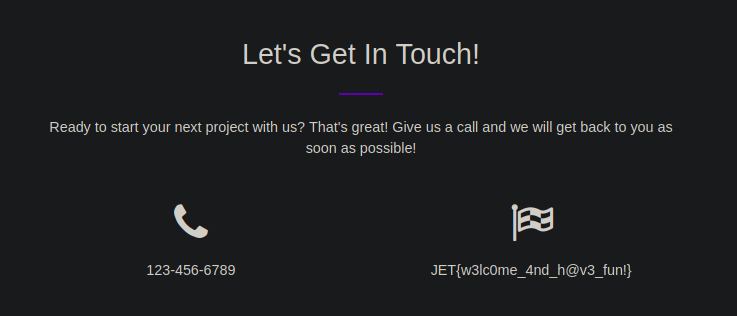 Let's Get In Touch!
Ready to start your next project with us? That's great! Give us a call and we will get back to you as
soon as possible!
123-456-6789
JET{w3lc0me_4nd_h@v3_fun!}